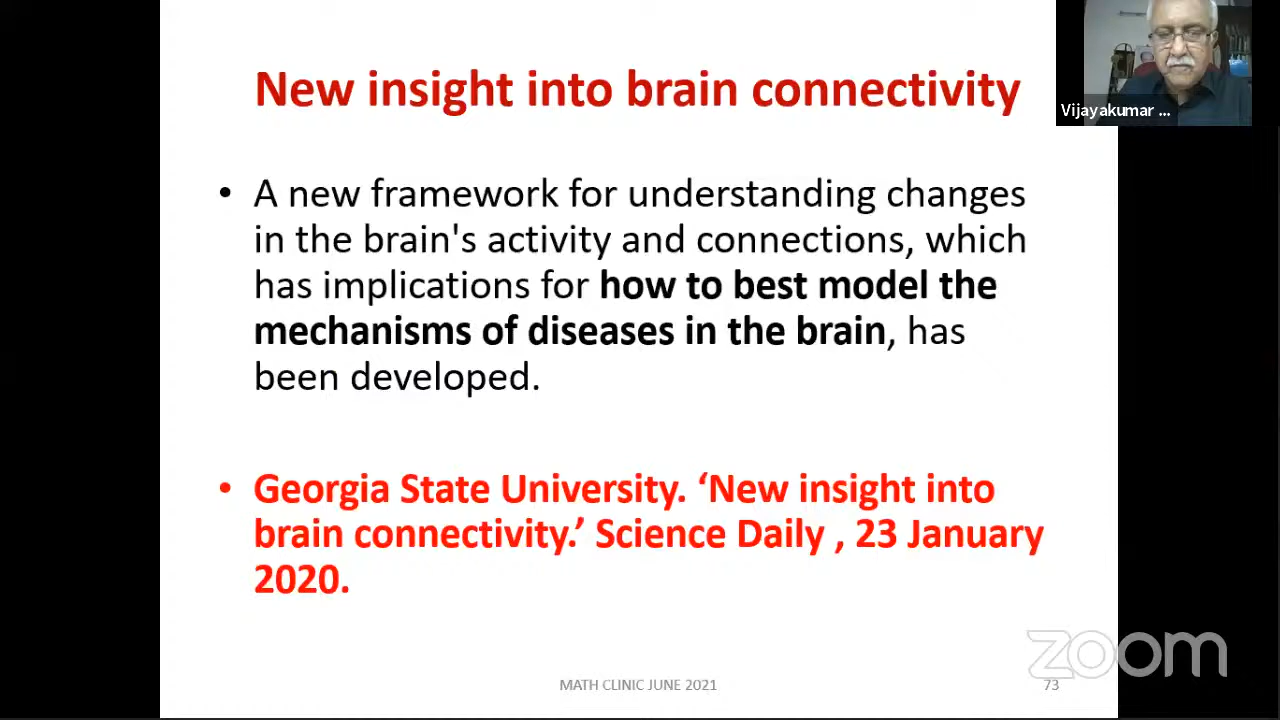 New insight into brain connectivity
Vijayakumar ...
• A new framework for understanding changes
in the brain's activity and connections, which
has implications for how to best model the
mechanisms of diseases in the brain, has
been developed.
• Georgia State University. ‘New insight into
brain connectivity.’ Science Daily , 23 January
2020.
zoom
MATH CLINIC JUNE 2021
73